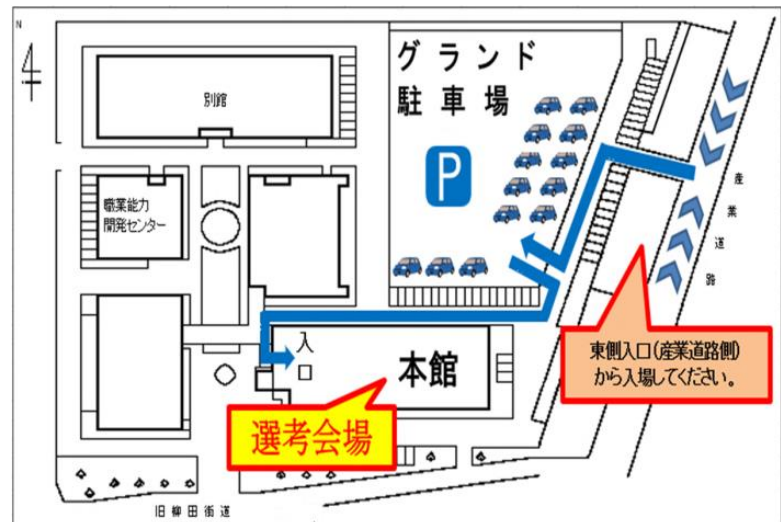 N
グランド
駐車場
別館
P
職業能力
開発センター
産業道路
東側入口(産業道路側)
から入場してください。
入
口
本館
選考会場
旧柳田街道